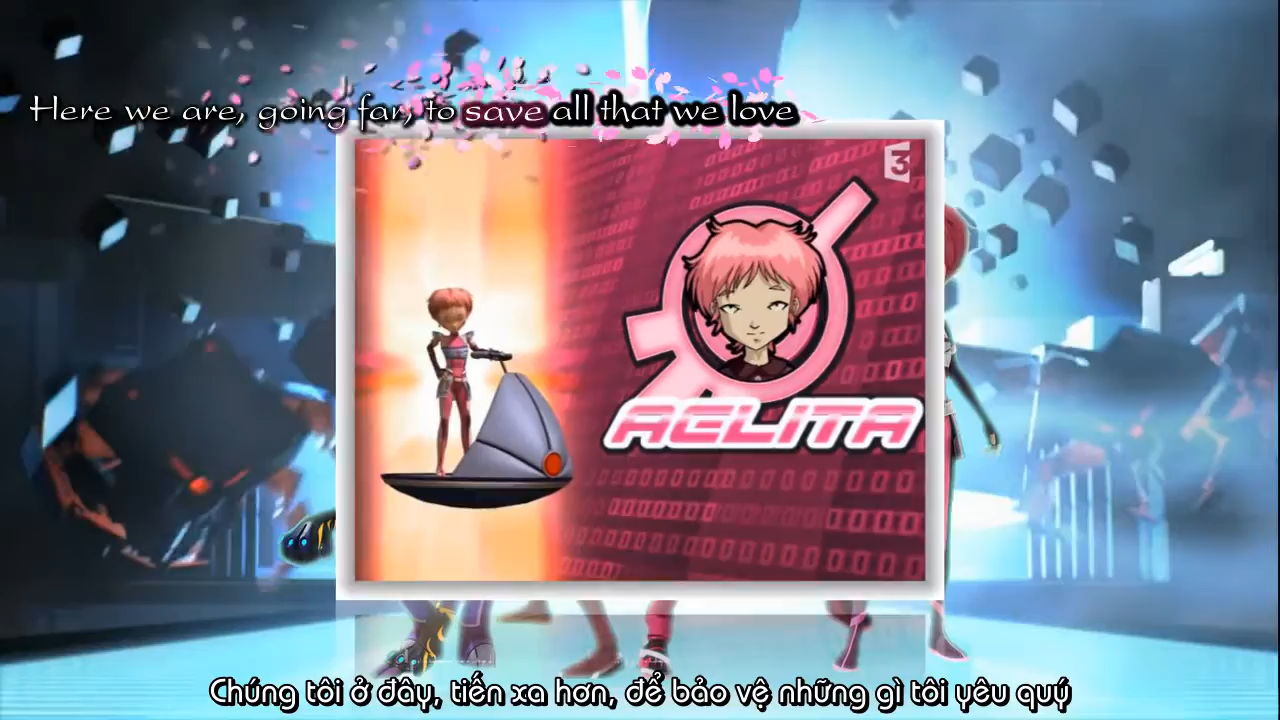 Here we are, going far, to save all that we love
3
AELITA
Chúng tôi ở đây, tiến xa hơn, để bảo vệ những gì tôi yêu quý